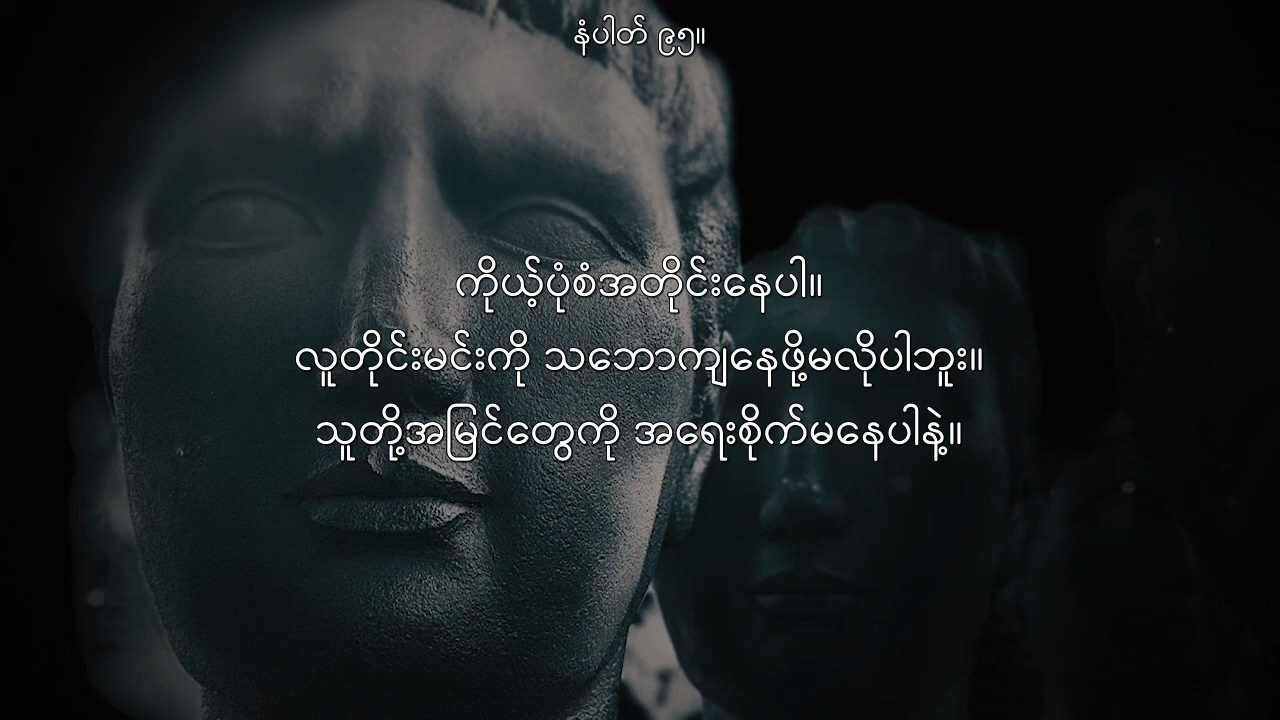 နံပါတ် ၉၅။
ကိုယ့်ပုံစံအတိုင်းနေပါ။
လူတိုင်းမင်းကို သဘောကျနေဖို့မလိုပါဘူး။
သူတို့အမြင်တွေကို အရေးစိုက်မနေပါနဲ့။